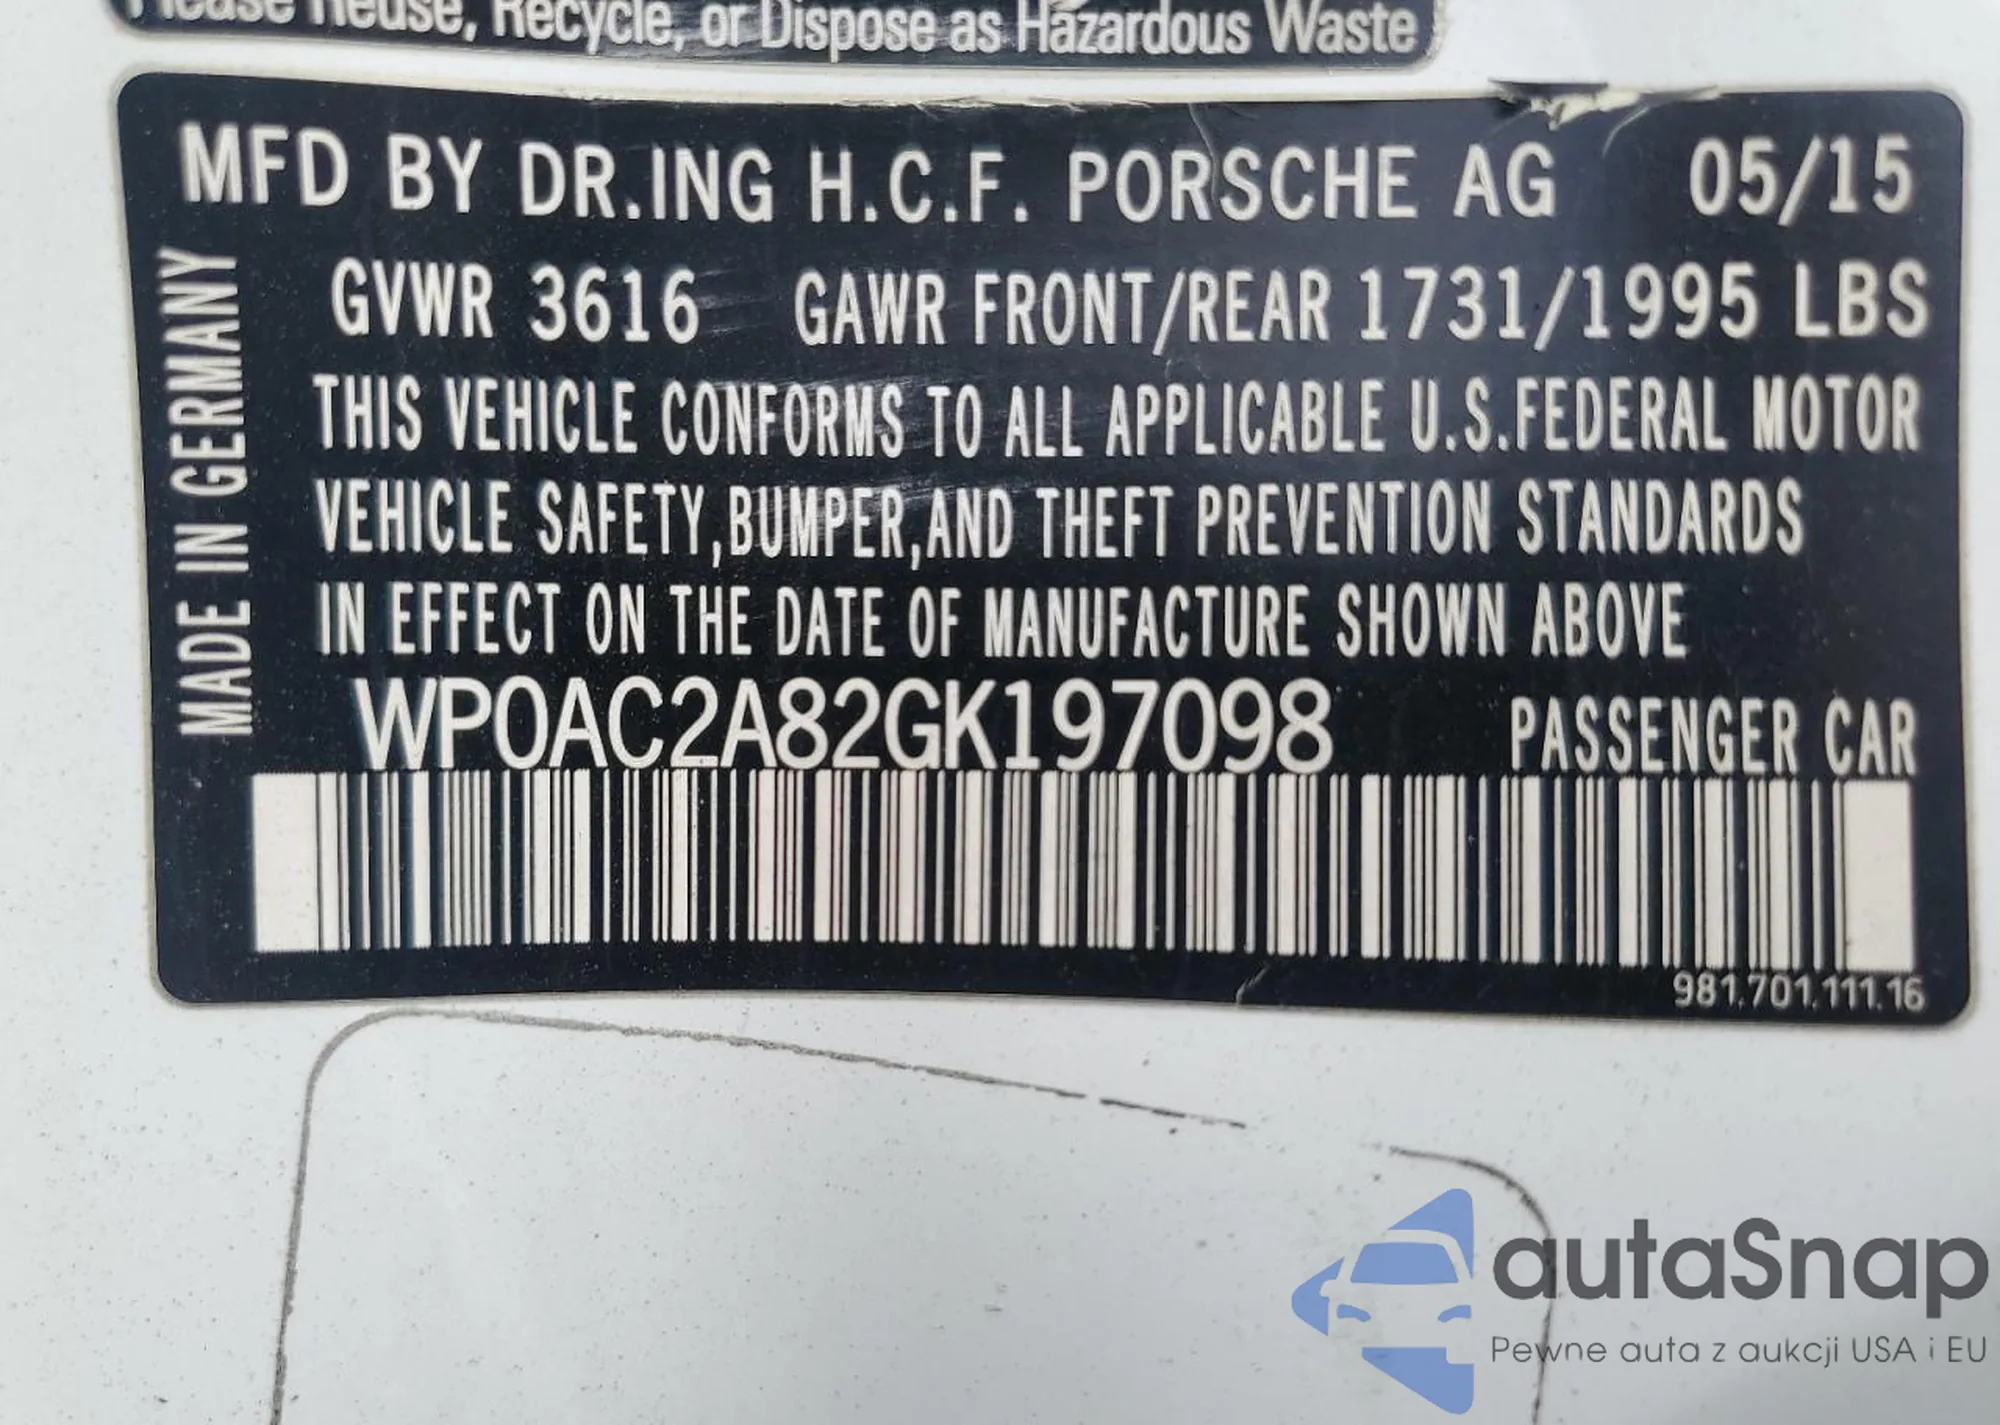 Please Reuse, Recycle, or Dispose as Hazardous Waste
MFD BY DR.ING H.C.F. PORSCHE AG 05/15
GVWR 3616 GAWR FRONT/REAR 1731/1995 LBS
THIS VEHICLE CONFORMS TO ALL APPLICABLE U.S.FEDERAL MOTOR
VEHICLE SAFETY,BUMPER,AND THEFT PREVENTION STANDARDS
IN EFFECT ON THE DATE OF MANUFACTURE SHOWN ABOVE
WP0AC2A82GK197098 PASSENGER CAR
981.701.111.16
MADE IN GERMANY
autaSnap
Pewne auta z aukcji USA i EU